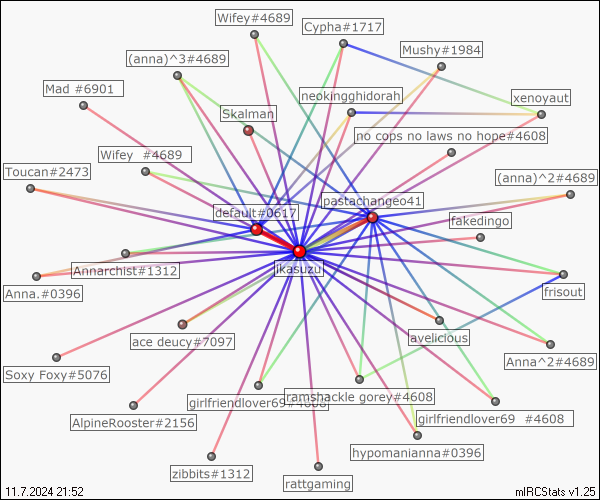 Wifey#4689
Cypha#1717
Mushy#1984
(anna)^3#4689
Mad #6901
neokingghidorah
xenoyaut
Skalman
no cops no laws no hope#4608
Wifey  #4689
Toucan#2473
(anna)^2#4689
pastachangeo41
default#0617
fakedingo
jkasuzu
Annarchist#1312
Anna.#0396
frisout
ace deucy#7097
avelicious
Anna^2#4689
Soxy Foxy#5076
girlfriendlover69#4608
ramshackle gorey#4608
AlpineRooster#2156
girlfriendlover69  #4608
hypomanianna#0396
zibbits#1312
rattgaming
11.7.2024 21:52
mIRCStats v1.25